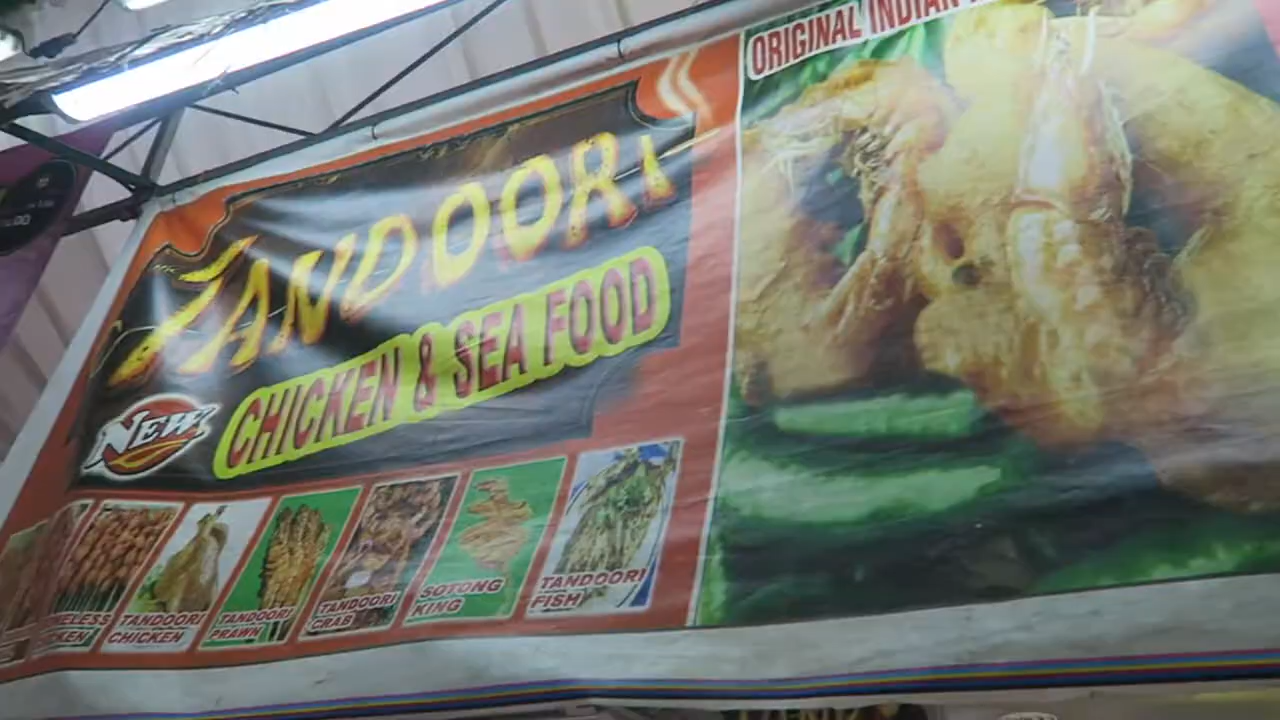 ORIGINAL INDIAN
TANDOORI
CHICKEN & SEA FOOD
NEW
TANDOORI
CHICKEN
TANDOORI
PRAWN
TANDOORI
CRAB
SOTONG
KING
TANDOORI
FISH